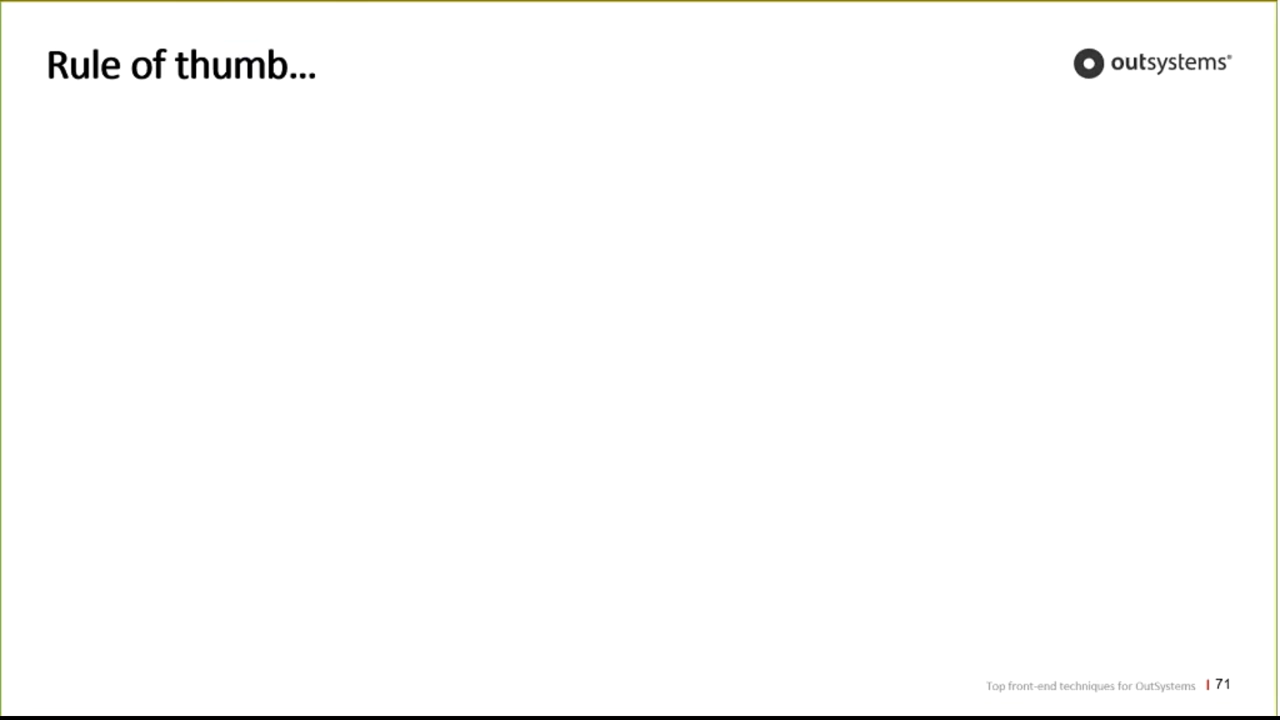 Rule of thumb...
outsystems®
Top front-end techniques for OutSystems | 71